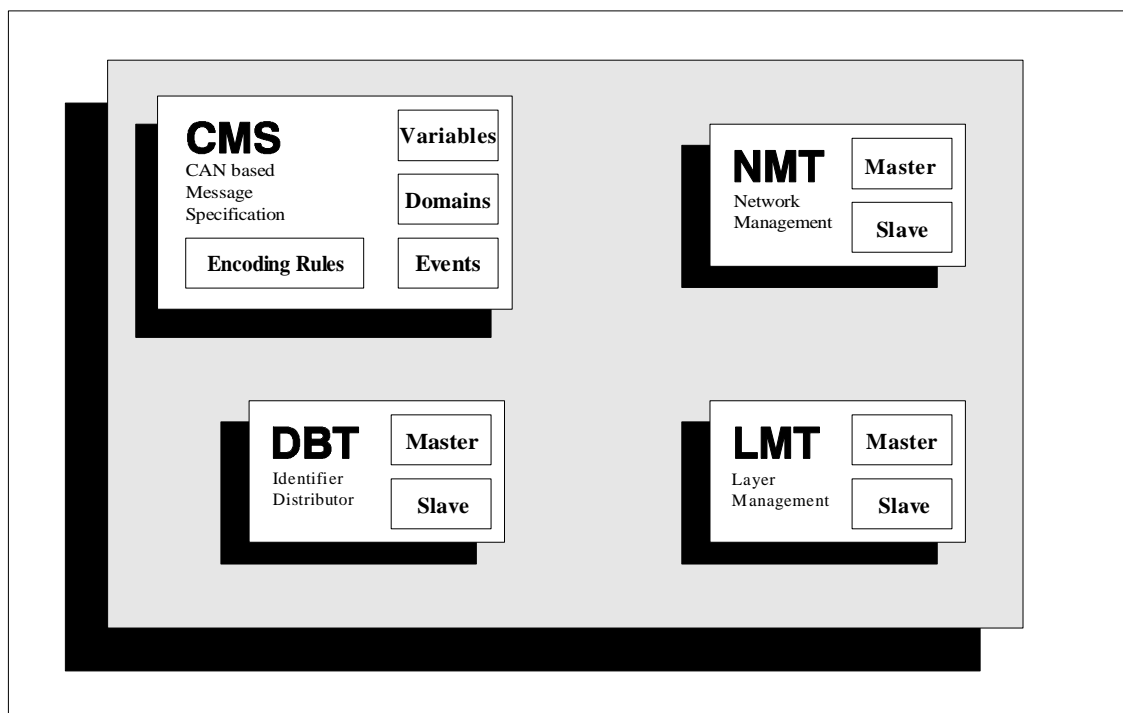 CMS
CAN based
Message
Specification
Encoding Rules
Variables
Domains
Events
NMT
Network
Management
Master
Slave
DBT
Identifier
Distributor
Master
Slave
LMT
Layer
Management
Master
Slave